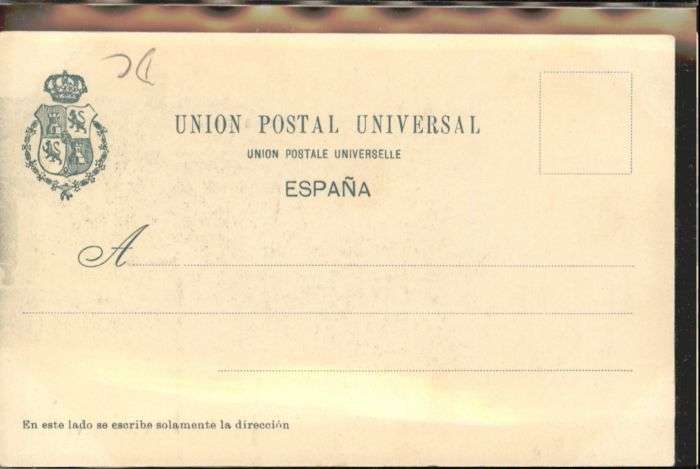 UNION POSTAL UNIVERSAL
UNION POSTALE UNIVERSELLE
ESPAÑA
A
En este lado se escribe solamente la dirección